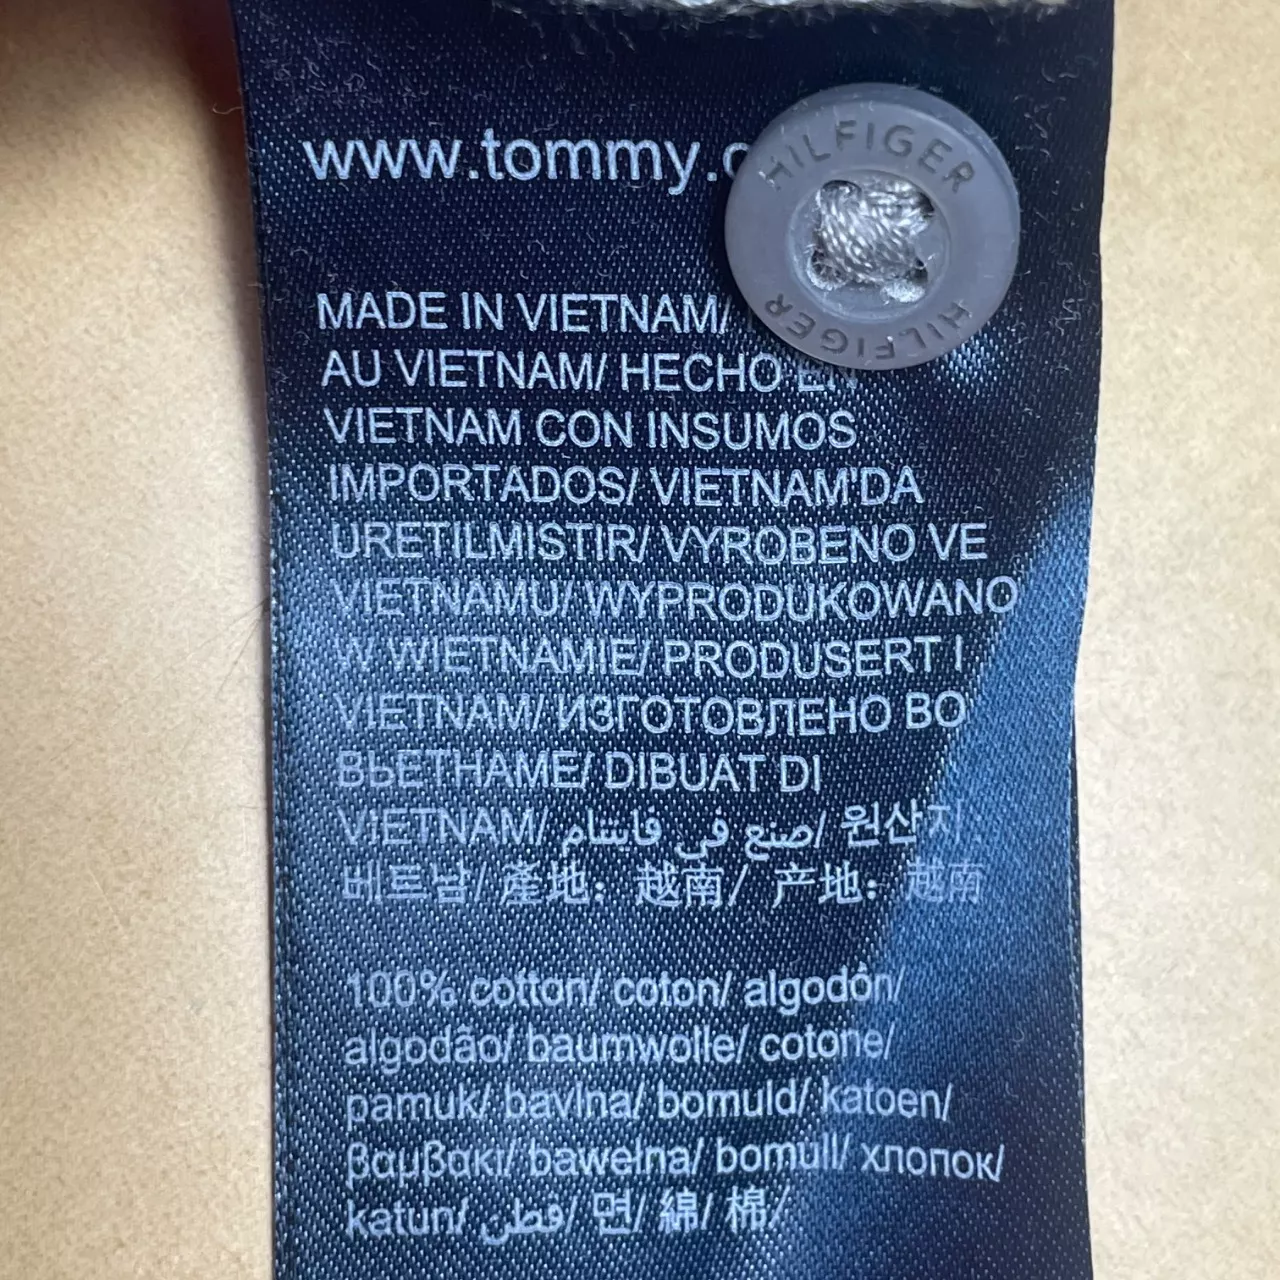 www.tommy.c
HILFIGER
HILFIGER
MADE IN VIETNAM/
AU VIETNAM/ HECHO EN
VIETNAM CON INSUMOS
IMPORTADOS/ VIETNAM'DA
URETILMISTIR/ VYROBENO VE
VIETNAMU/ WYPRODUKOWANO
W WIETNAMIE/ PRODUSERT I
VIETNAM/ ИЗГОТОВЛЕНО ВО
ВЬЕТНАМЕ/ DIBUAT DI
VIETNAM/ صنع في فايتنام/ 원산지
베트남/ 產地：越南/ 产地：越南
100% cotton/ coton/ algodón/
algodão/ baumwolle/ cotone/
pamuk/ bavlna/ bomuld/ katoen/
βαμβακι/ bawełna/ bomull/ хлопок/
katun/ قطن/ 면/ 綿/ 棉/